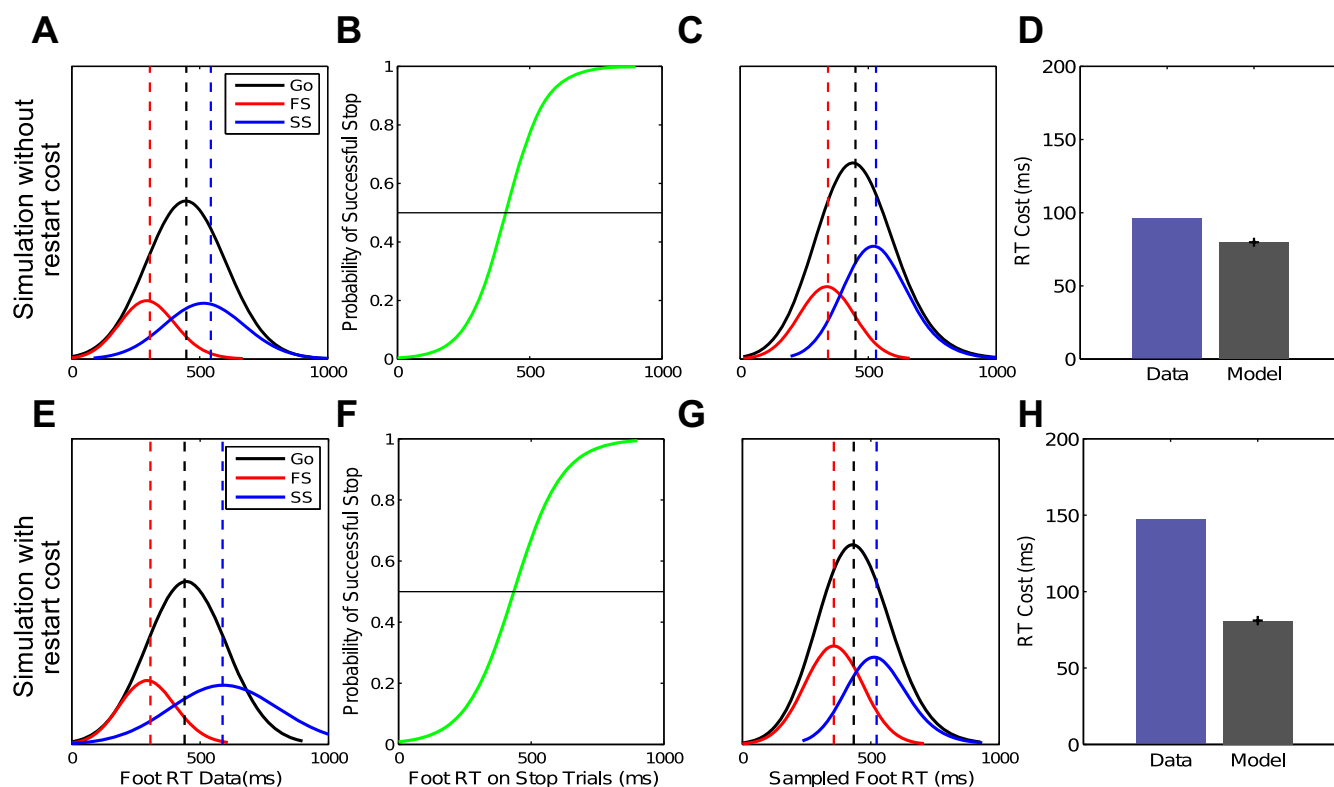 A
B
C
D
Simulation without
restart cost
Go
FS
SS
0
500
1000
Probability of Successful Stop
1
0.8
0.6
0.4
0.2
0
0
500
1000
0
500
1000
RT Cost (ms)
200
150
100
50
0
Data
Model
E
F
G
H
Simulation with
restart cost
Go
FS
SS
0
500
1000
Foot RT Data(ms)
Probability of Successful Stop
1
0.8
0.6
0.4
0.2
0
0
500
1000
Foot RT on Stop Trials (ms)
0
500
1000
Sampled Foot RT (ms)
RT Cost (ms)
200
150
100
50
0
Data
Model